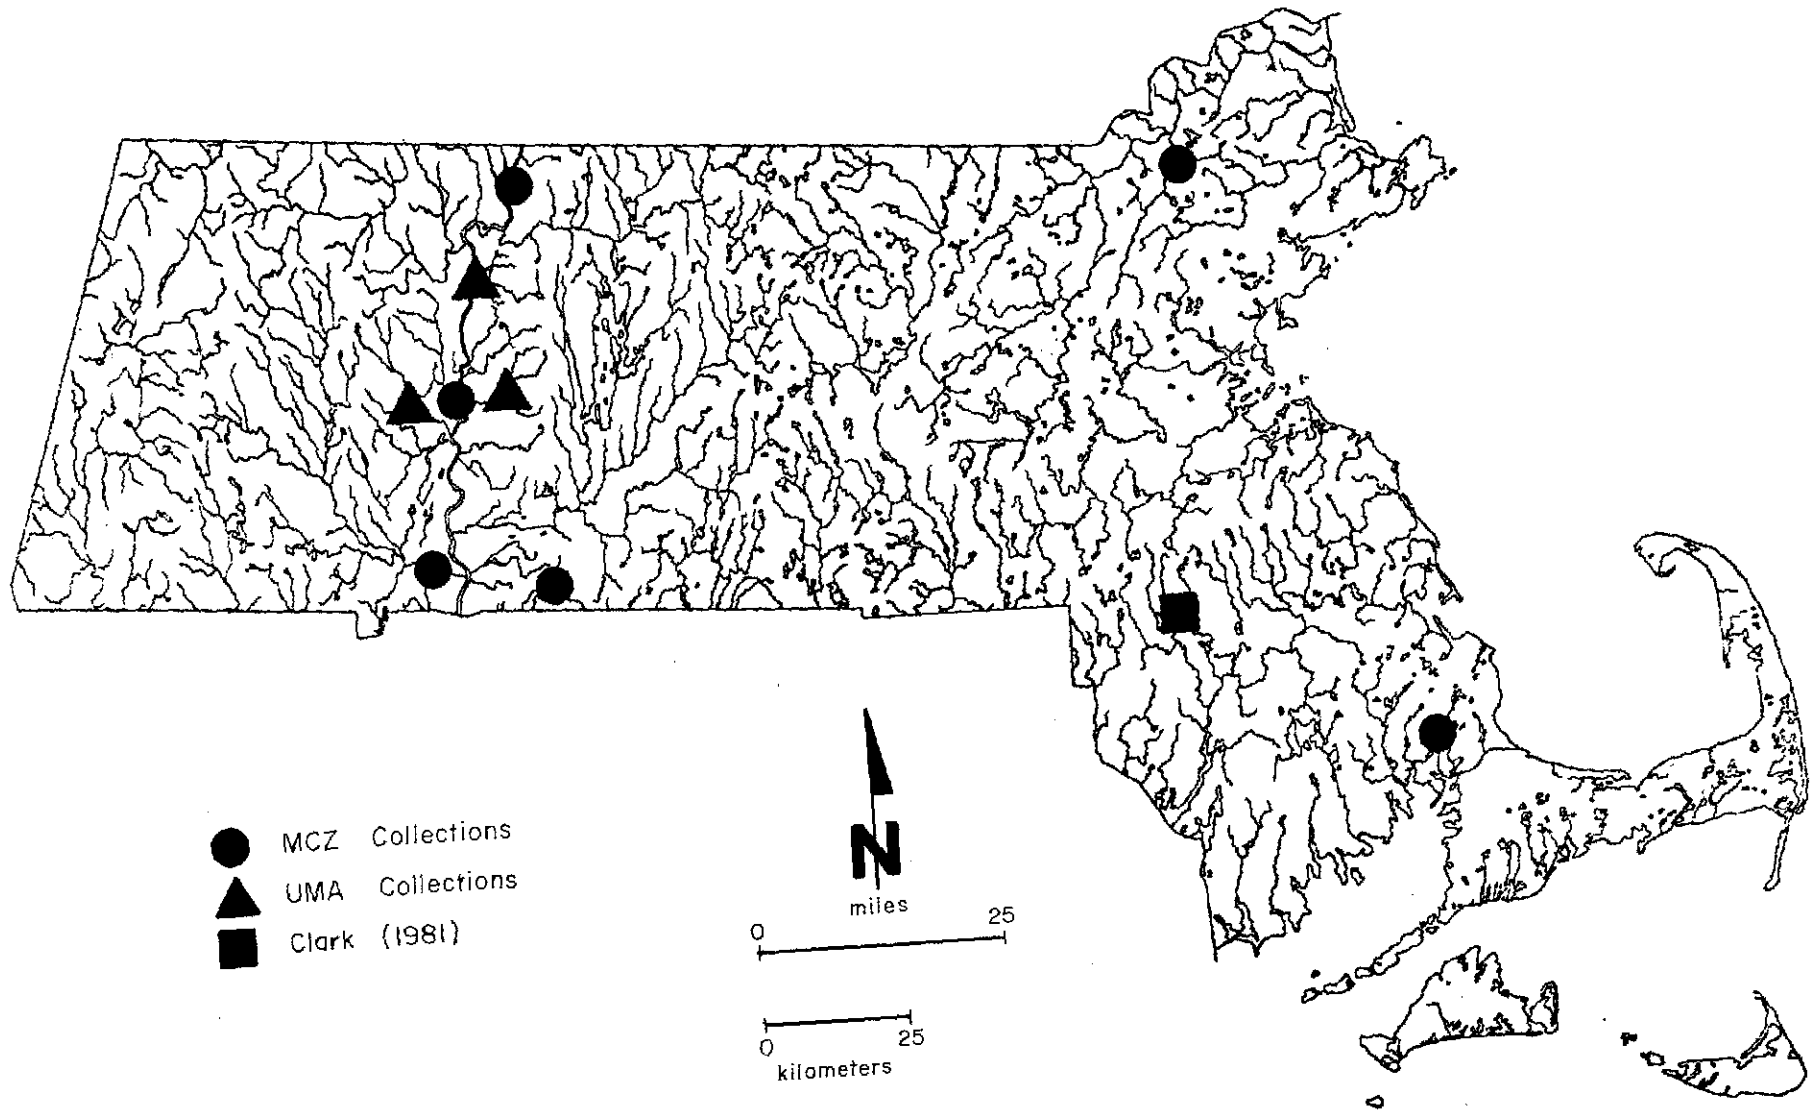 MCZ Collections
UMA Collections
Clark (1981)
N
miles
0 25
0 25
kilometers